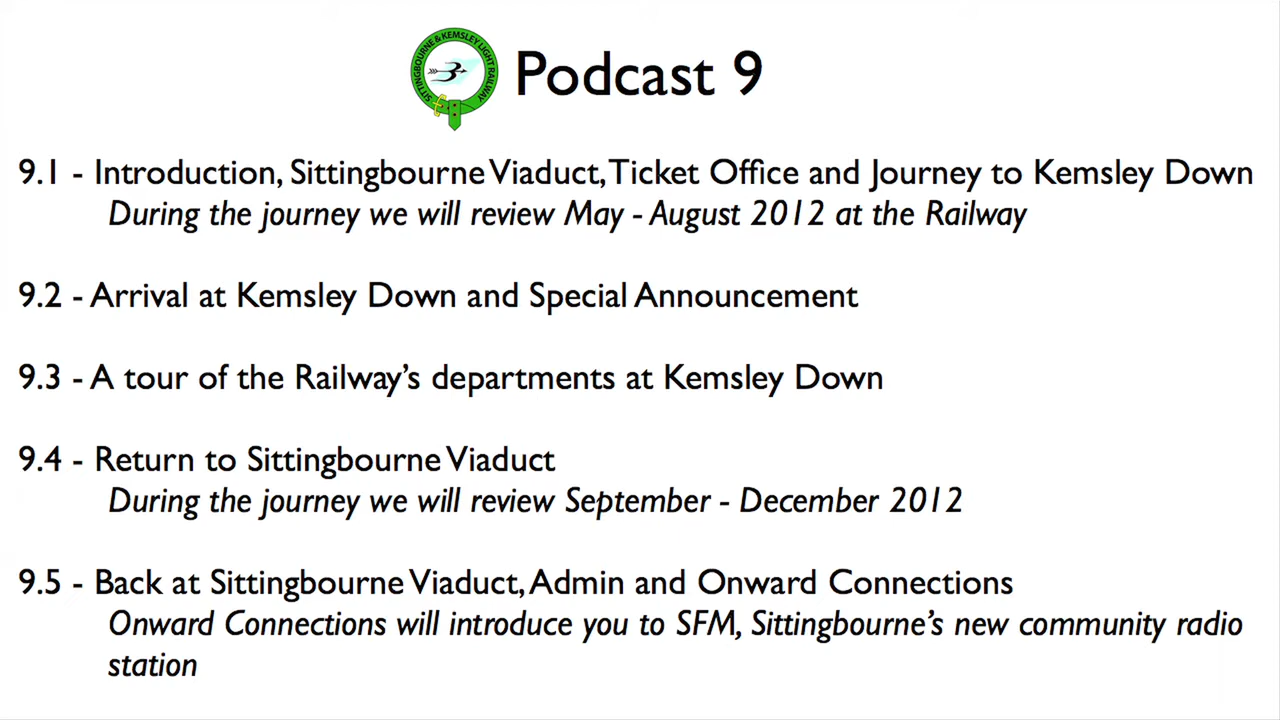 SITTINGBOURNE & KEMSLEY LIGHT RAILWAY
Podcast 9
9.1 - Introduction, Sittingbourne Viaduct, Ticket Office and Journey to Kemsley Down
During the journey we will review May - August 2012 at the Railway
9.2 - Arrival at Kemsley Down and Special Announcement
9.3 - A tour of the Railway's departments at Kemsley Down
9.4 - Return to Sittingbourne Viaduct
During the journey we will review September - December 2012
9.5 - Back at Sittingbourne Viaduct, Admin and Onward Connections
Onward Connections will introduce you to SFM, Sittingbourne's new community radio
station